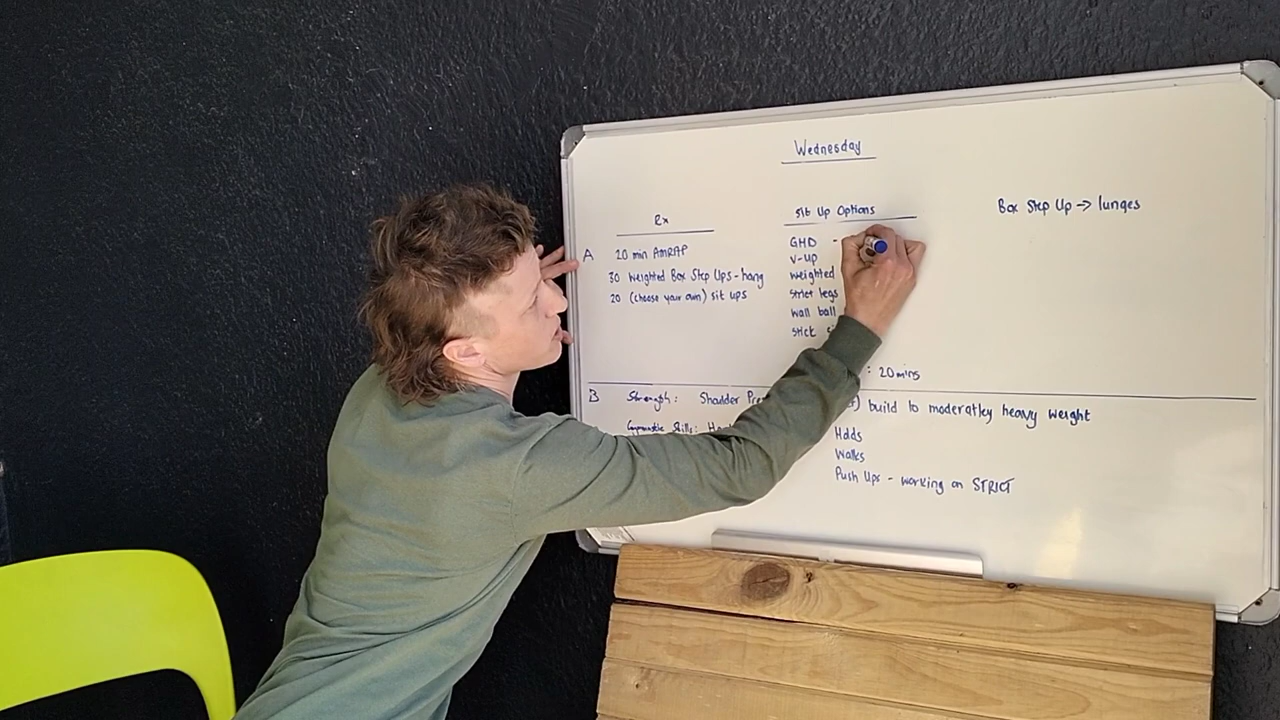 Wednesday
Rx
Sit Up Options
Box Step Up → lunges
A 20 min AMRAP
30 Weighted Box Step Ups - hang
20 (choose your own) sit ups
GHD -
V-up
weighted
strict legs
wall ball
stick
: 20 mins
B Strength: Shoulder build to moderatley heavy weight
Skills:
Holds
Walks
Push Ups - working on STRICT